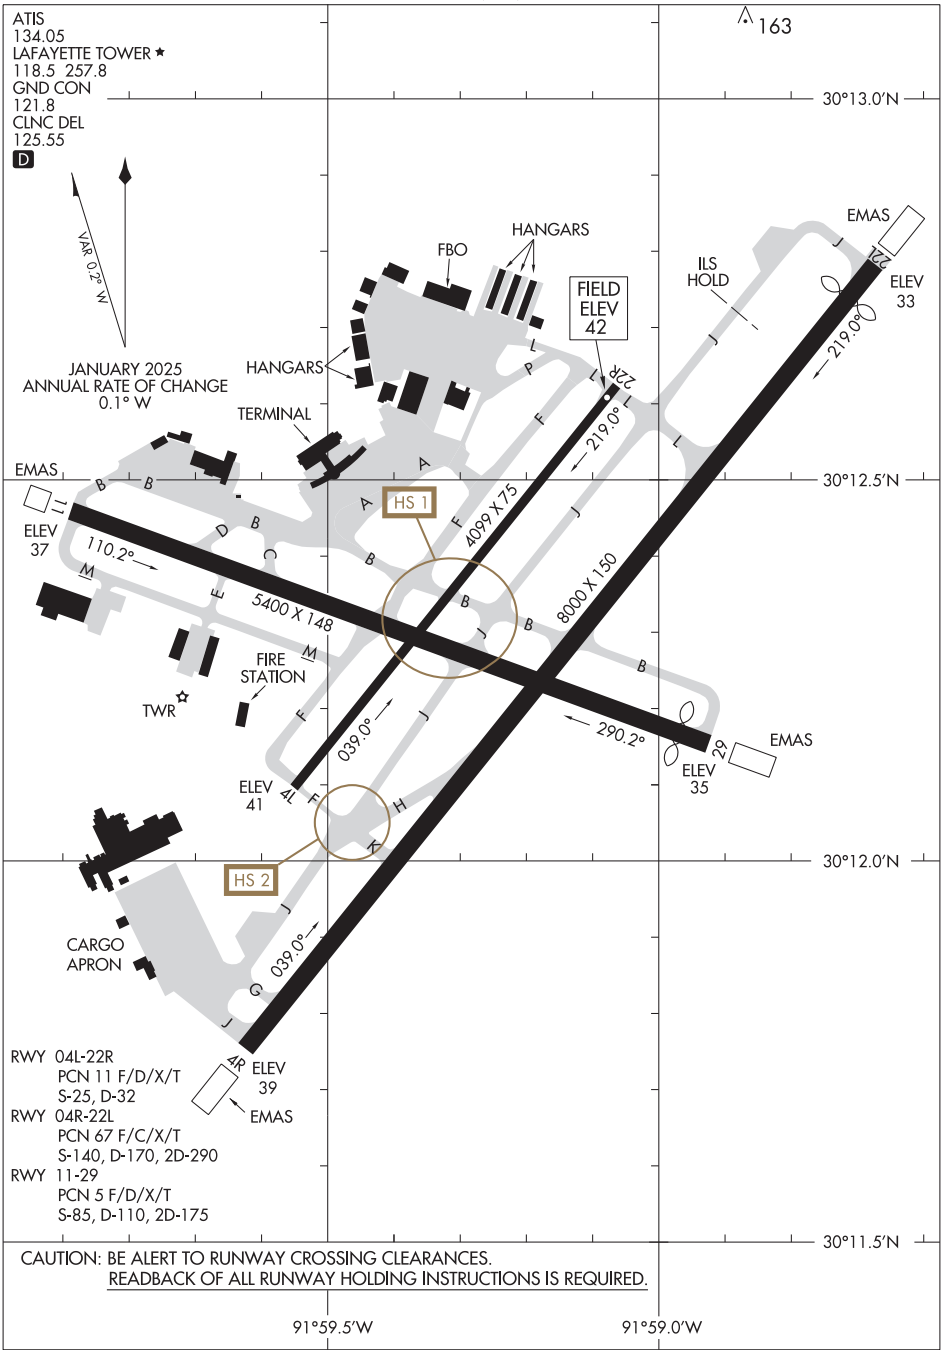 ATIS
134.05
LAFAYETTE TOWER
118.5 257.8
GND CON
121.8
CLNC DEL
125.55
D
163
30°13.0'N
VAR 0.2° W
JANUARY 2025
ANNUAL RATE OF CHANGE
0.1° W
EMAS
J
22L
ELEV
33
219.0°
HANGARS
FBO
ILS
HOLD
J
FIELD
ELEV
42
L
P
L
22R
L
L
HANGARS
F
219.0°
TERMINAL
A
A
EMAS
B
B
11
ELEV
37
30°12.5'N
HS 1
4099 X 75
F
J
D
B
C
B
110.2°
M
E
5400 X 148
8000 X 150
B
J
B
B
M
FIRE
STATION
TWR
F
J
039.0°
290.2°
29
EMAS
ELEV
35
ELEV
41
4L
F
H
K
30°12.0'N
HS 2
J
CARGO
APRON
039.0°
G
J
4R
ELEV
39
EMAS
RWY 04L-22R
PCN 11 F/D/X/T
S-25, D-32
RWY 04R-22L
PCN 67 F/C/X/T
S-140, D-170, 2D-290
RWY 11-29
PCN 5 F/D/X/T
S-85, D-110, 2D-175
30°11.5'N
CAUTION: BE ALERT TO RUNWAY CROSSING CLEARANCES.
READBACK OF ALL RUNWAY HOLDING INSTRUCTIONS IS REQUIRED.
91°59.5'W
91°59.0'W